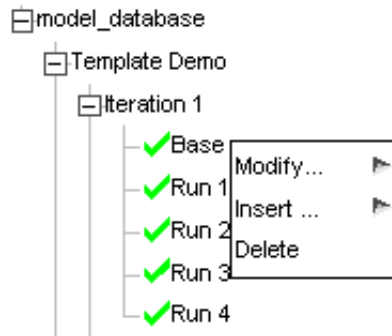 model_database
Template Demo
Iteration 1
Base
Run 1
Run 2
Run 3
Run 4
Modify...
Insert ...
Delete